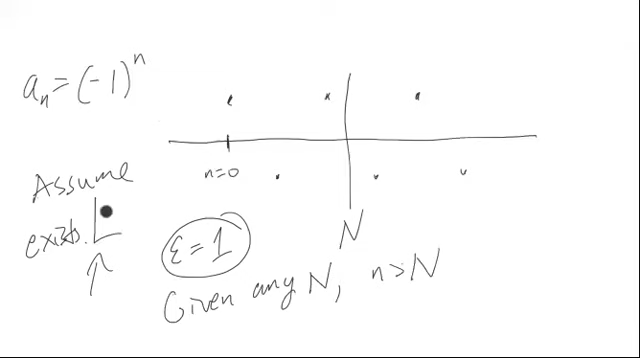 aₙ = (-1)ⁿ
n=0
Assume
exists L
ε = 1
N
Given any N, n > N